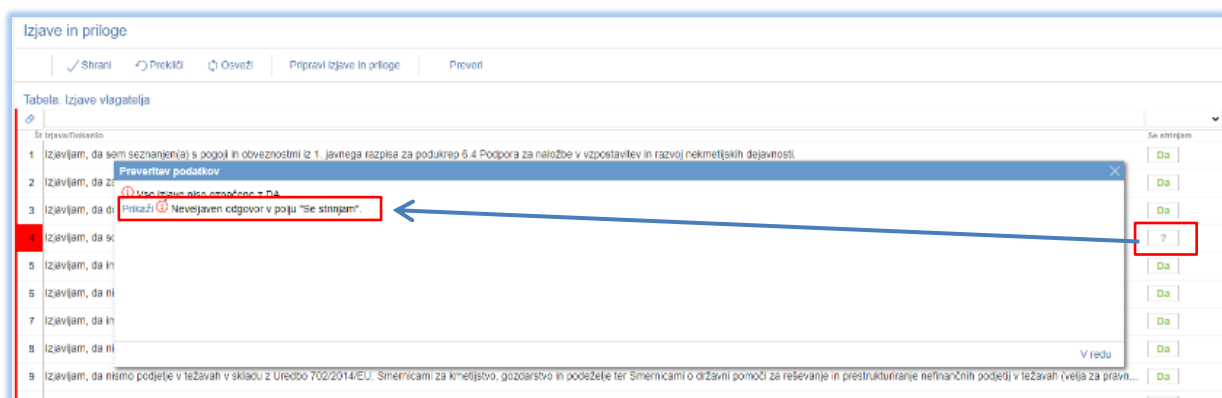 Izjave in priloge
Shrani Prekliči Osveži Pripravi izjave in priloge Preveri
Tabela: Izjave vlagatelja
Št Izjava/Dokazilo Se strinjam
1 Izjavljam, da sem seznanjen(a) s pogoji in obveznostmi iz 1. javnega razpisa za podukrep 6.4 Podpora za naložbe v vzpostavitev in razvoj nekmetijskih dejavnosti. Da
Preveritev podatkov
2 Izjavljam, da za Vse izjave niso označene z DA Da
3 Izjavljam, da d Prikaži Neveljaven odgovor v polju "Se strinjam". Da
4 Izjavljam, da so ?
5 Izjavljam, da im Da
6 Izjavljam, da ni Da
7 Izjavljam, da im Da
8 Izjavljam, da ni Da
V redu
9 Izjavljam, da nismo podjetje v težavah v skladu z Uredbo 702/2014/EU, Smernicami za kmetijstvo, gozdarstvo in podeželje ter Smernicami o državni pomoči za reševanje in prestrukturiranje nefinančnih podjetij v težavah (velja za pravn... Da